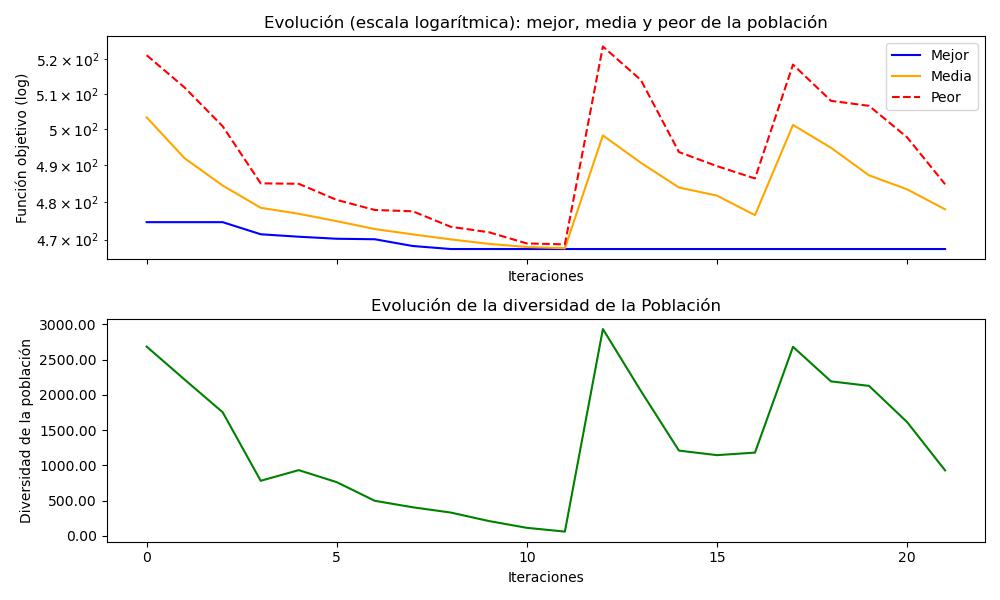 Evolución (escala logarítmica): mejor, media y peor de la población
Función objetivo (log)
5.2 × 10²
5.1 × 10²
5 × 10²
4.9 × 10²
4.8 × 10²
4.7 × 10²
Mejor
Media
Peor
Iteraciones
Evolución de la diversidad de la Población
Diversidad de la población
3000.00
2500.00
2000.00
1500.00
1000.00
500.00
0.00
0 5 10 15 20
Iteraciones